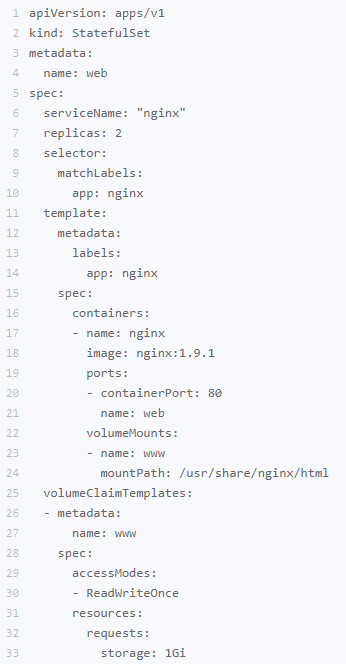 1 apiVersion: apps/v1
2 kind: StatefulSet
3 metadata:
4   name: web
5 spec:
6   serviceName: "nginx"
7   replicas: 2
8   selector:
9     matchLabels:
10       app: nginx
11   template:
12     metadata:
13       labels:
14         app: nginx
15     spec:
16       containers:
17       - name: nginx
18         image: nginx:1.9.1
19         ports:
20         - containerPort: 80
21           name: web
22         volumeMounts:
23         - name: www
24           mountPath: /usr/share/nginx/html
25   volumeClaimTemplates:
26   - metadata:
27       name: www
28     spec:
29       accessModes:
30       - ReadWriteOnce
31       resources:
32         requests:
33           storage: 1Gi